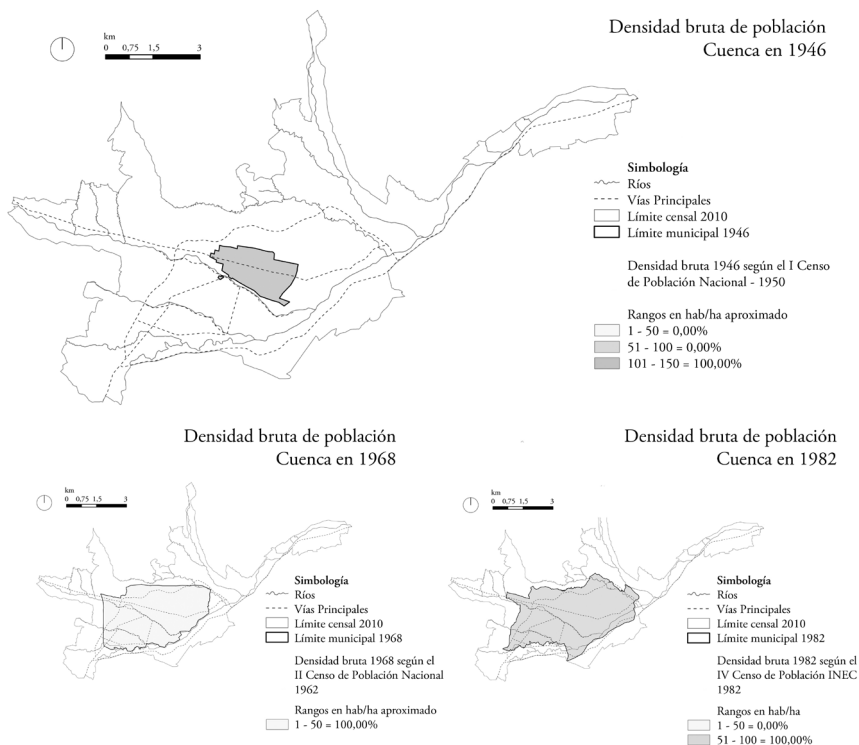 Densidad bruta de población
Cuenca en 1946
km
0 0,75 1,5 3
Simbología
Ríos
Vías Principales
Límite censal 2010
Límite municipal 1946
Densidad bruta 1946 según el I Censo
de Población Nacional - 1950
Rangos en hab/ha aproximado
1 - 50 = 0,00%
51 - 100 = 0,00%
101 - 150 = 100,00%
Densidad bruta de población
Cuenca en 1968
km
0 0,75 1,5 3
Simbología
Ríos
Vías Principales
Límite censal 2010
Límite municipal 1968
Densidad bruta 1968 según el
II Censo de Población Nacional
1962
Rangos en hab/ha aproximado
1 - 50 = 100,00%
Densidad bruta de población
Cuenca en 1982
km
0 0,75 1,5 3
Simbología
Ríos
Vías Principales
Límite censal 2010
Límite municipal 1982
Densidad bruta 1982 según el
IV Censo de Población INEC
1982
Rangos en hab/ha
1 - 50 = 0,00%
51 - 100 = 100,00%